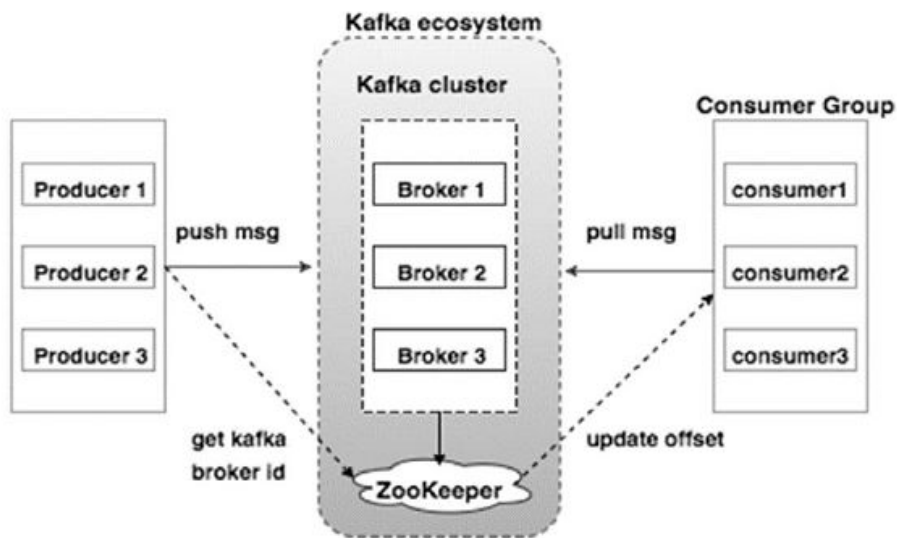 Kafka ecosystem
Kafka cluster
Consumer Group
Producer 1
Broker 1
consumer1
push msg
pull msg
Producer 2
Broker 2
consumer2
Producer 3
Broker 3
consumer3
get kafka
broker id
update offset
ZooKeeper